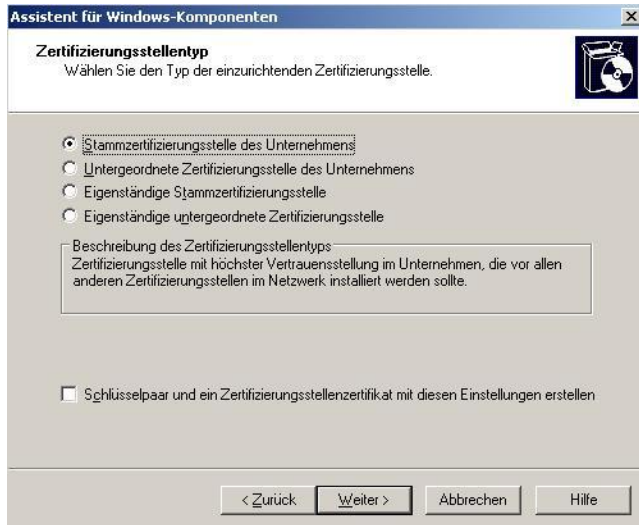 Assistent für Windows-Komponenten
Zertifizierungsstellentyp
Wählen Sie den Typ der einzurichtenden Zertifizierungsstelle.
Stammzertifizierungsstelle des Unternehmens
Untergeordnete Zertifizierungsstelle des Unternehmens
Eigenständige Stammzertifizierungsstelle
Eigenständige untergeordnete Zertifizierungsstelle
Beschreibung des Zertifizierungsstellentyps
Zertifizierungsstelle mit höchster Vertrauensstellung im Unternehmen, die vor allen
anderen Zertifizierungsstellen im Netzwerk installiert werden sollte.
Schlüsselpaar und ein Zertifizierungsstellenzertifikat mit diesen Einstellungen erstellen
< Zurück Weiter > Abbrechen Hilfe